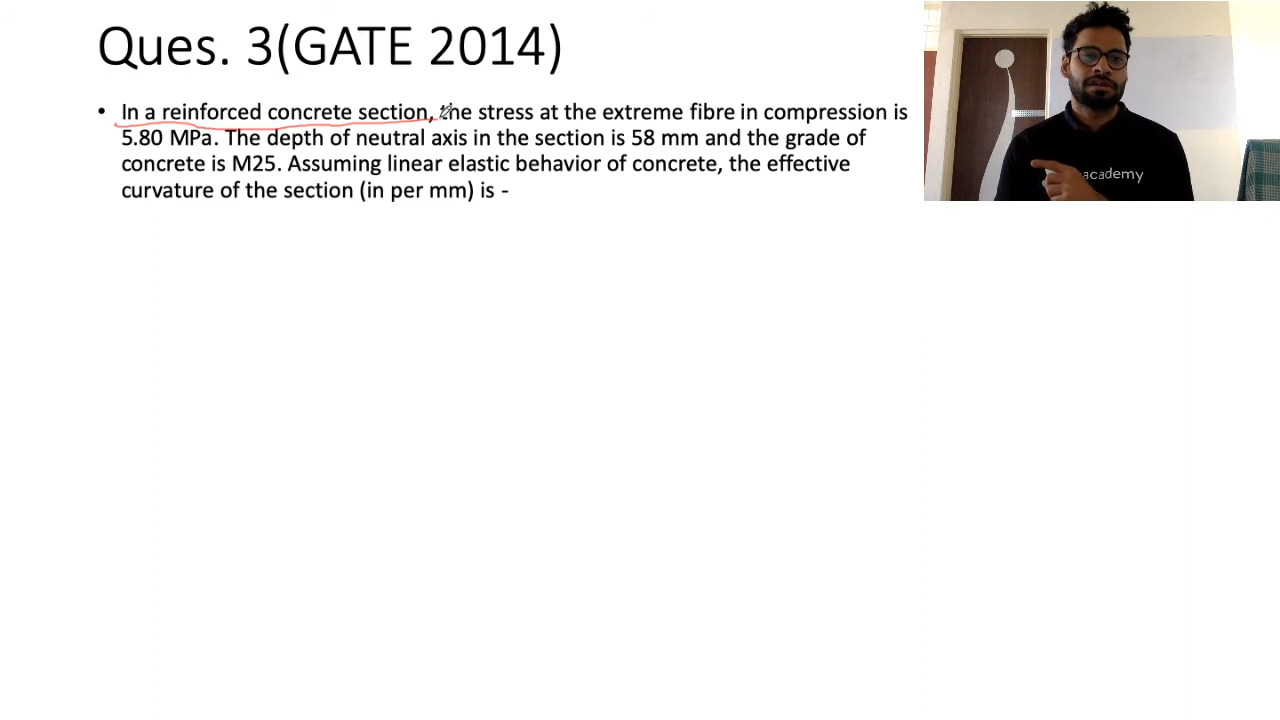 Ques. 3(GATE 2014)
• In a reinforced concrete section, the stress at the extreme fibre in compression is
5.80 MPa. The depth of neutral axis in the section is 58 mm and the grade of
concrete is M25. Assuming linear elastic behavior of concrete, the effective
curvature of the section (in per mm) is -
academy